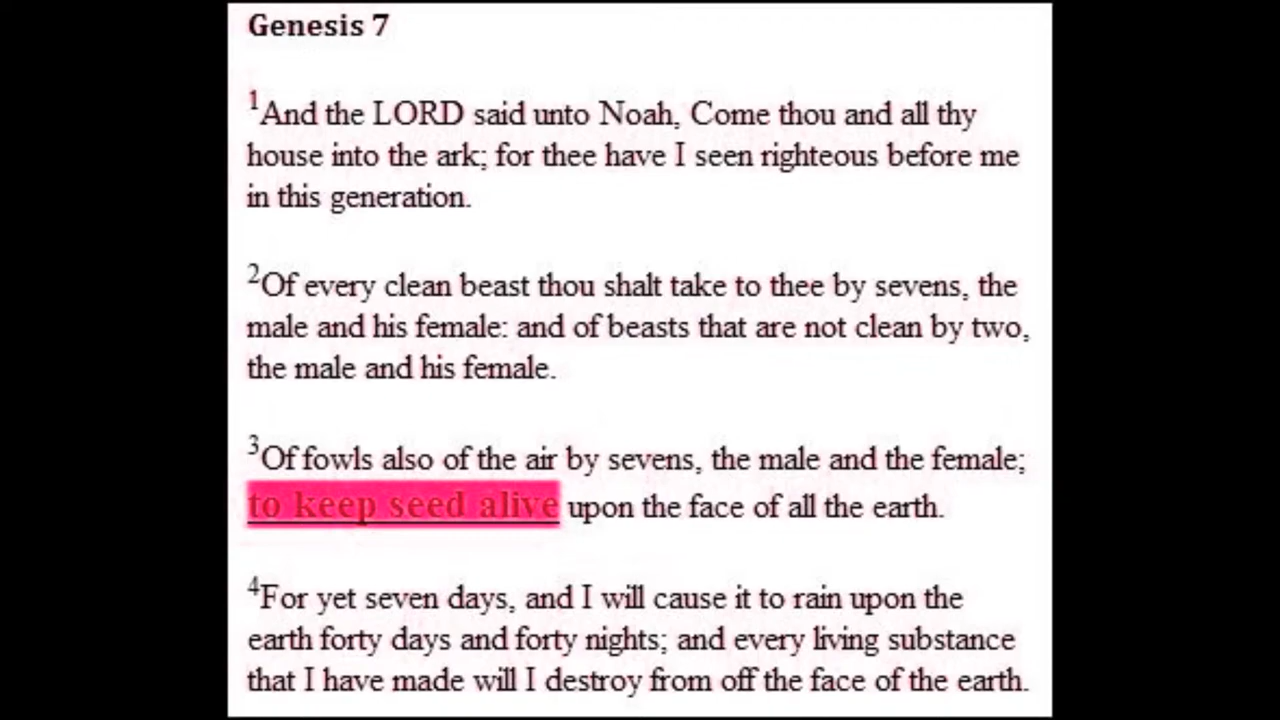 Genesis 7
1And the LORD said unto Noah, Come thou and all thy
house into the ark; for thee have I seen righteous before me
in this generation.
2Of every clean beast thou shalt take to thee by sevens, the
male and his female: and of beasts that are not clean by two,
the male and his female.
3Of fowls also of the air by sevens, the male and the female;
to keep seed alive upon the face of all the earth.
4For yet seven days, and I will cause it to rain upon the
earth forty days and forty nights; and every living substance
that I have made will I destroy from off the face of the earth.